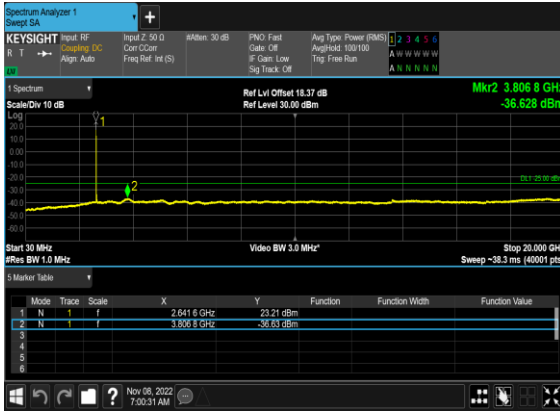 Spectrum Analyzer 1
Swept SA
+
KEYSIGHT Input: RF Input Z: 50 Ω #Atten: 30 dB PNO: Fast Avg Type: Power (RMS) 1 2 3 4 5 6
R T Coupling: DC Corr CCorr Gate: Off Avg|Hold: 100/100 A W W W W W
Align: Auto Freq Ref: Int (S) IF Gain: Low Trig: Free Run
Sig Track: Off A N N N N N
1 Spectrum Ref Lvl Offset 18.37 dB Mkr2 3.806 8 GHz
Scale/Div 10 dB Ref Level 30.00 dBm -36.628 dBm
Log
1
20.0
10.0
0.00
-10.0
-20.0 DL1 -25.00 dBm
-30.0 2
-40.0
-50.0
-60.0
Start 30 MHz Video BW 3.0 MHz* Stop 20.000 GHz
#Res BW 1.0 MHz Sweep ~38.3 ms (40001 pts)
5 Marker Table
Mode Trace Scale X Y Function Function Width Function Value
1 N 1 f 2.641 6 GHz 23.21 dBm
2 N 1 f 3.806 8 GHz -36.63 dBm
3
4
5
6
? Nov 08, 2022
7:00:31 AM